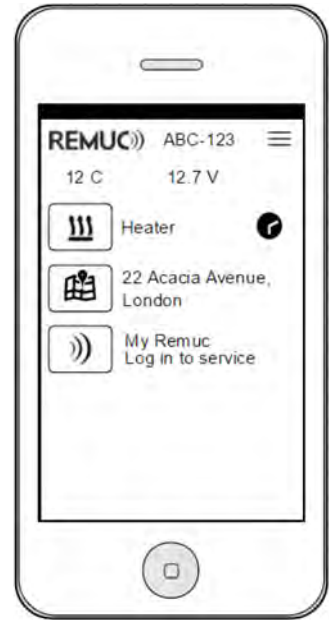 REMUC ABC-123
12 C 12.7 V
Heater
22 Acacia Avenue,
London
My Remuc
Log in to service